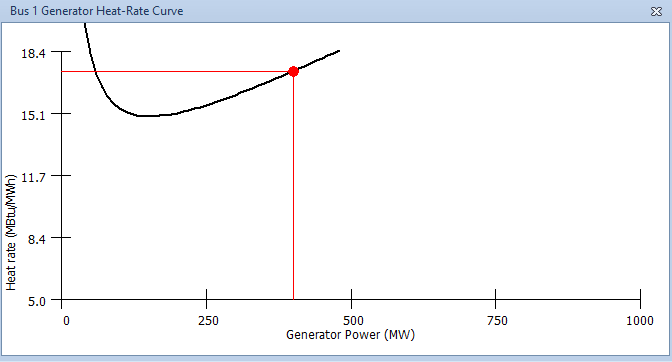 Bus 1 Generator Heat-Rate Curve
18.4
15.1
11.7
8.4
5.0
Heat rate (MBtu/MWh)
0 250 500 750 1000
Generator Power (MW)